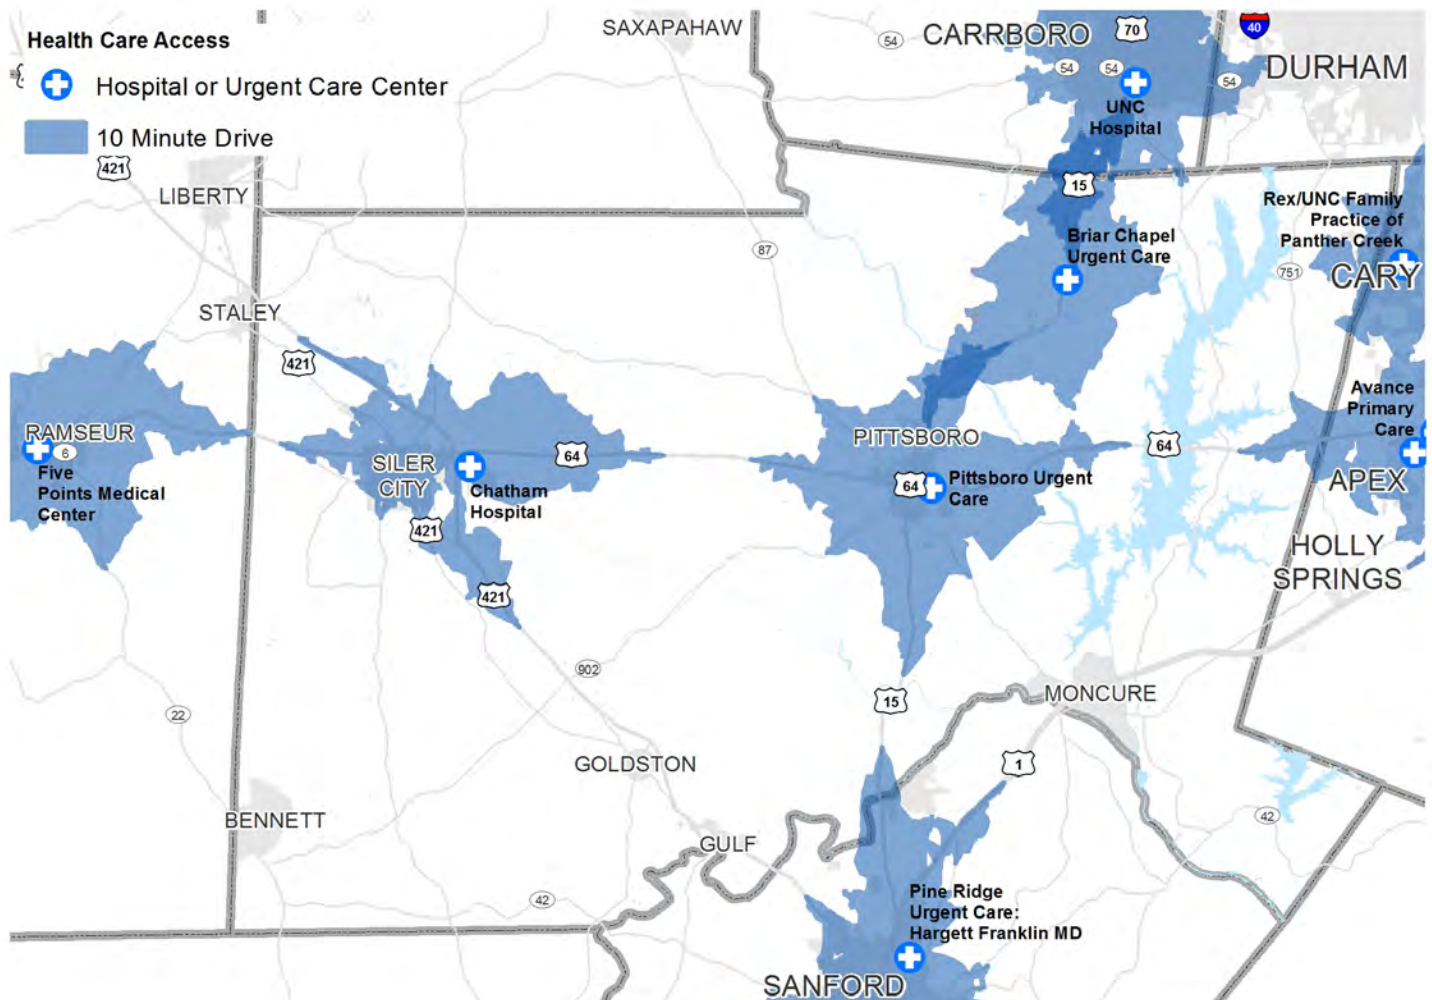 Health Care Access
Hospital or Urgent Care Center
10 Minute Drive
SAXAPAHAW
54
CARRBORO
70
40
54
54
54
DURHAM
UNC
Hospital
421
LIBERTY
15
Rex/UNC Family
Practice of
Panther Creek
Briar Chapel
Urgent Care
87
751
CARY
STALEY
421
Avance
Primary
Care
RAMSEUR
6
Five
Points Medical
Center
SILER
CITY
64
Chatham
Hospital
PITTSBORO
64
64
Pittsboro Urgent
Care
APEX
421
HOLLY
SPRINGS
421
902
22
15
MONCURE
GOLDSTON
1
BENNETT
42
GULF
42
Pine Ridge
Urgent Care:
Hargett Franklin MD
SANFORD